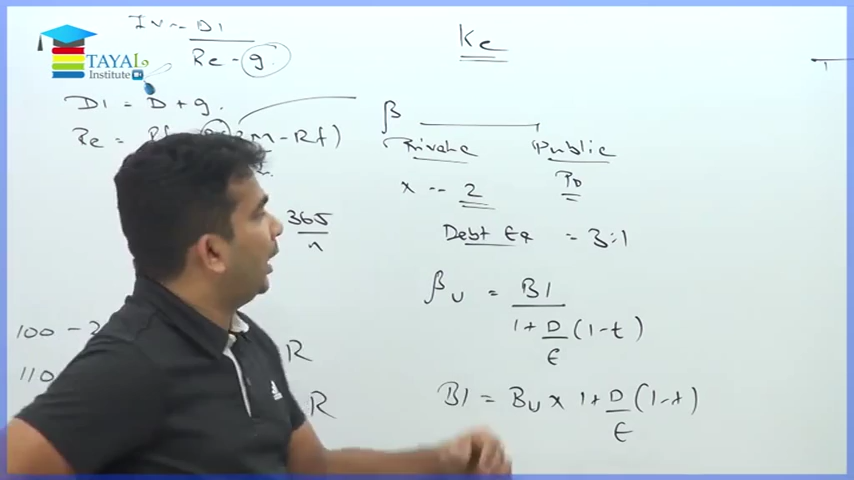 TAYAL
Institute
Iv = D1
Re - g
Ke
D1 = D + g.
Re = Rf
m - Rf)
β
Private
Public
x -- 2
365
n
Debt Eq = 3:1
βu = Bl
1 + D (1-t)
E
100 - 2
110
R
R
Bl = Bu x 1 + D (1-t)
E